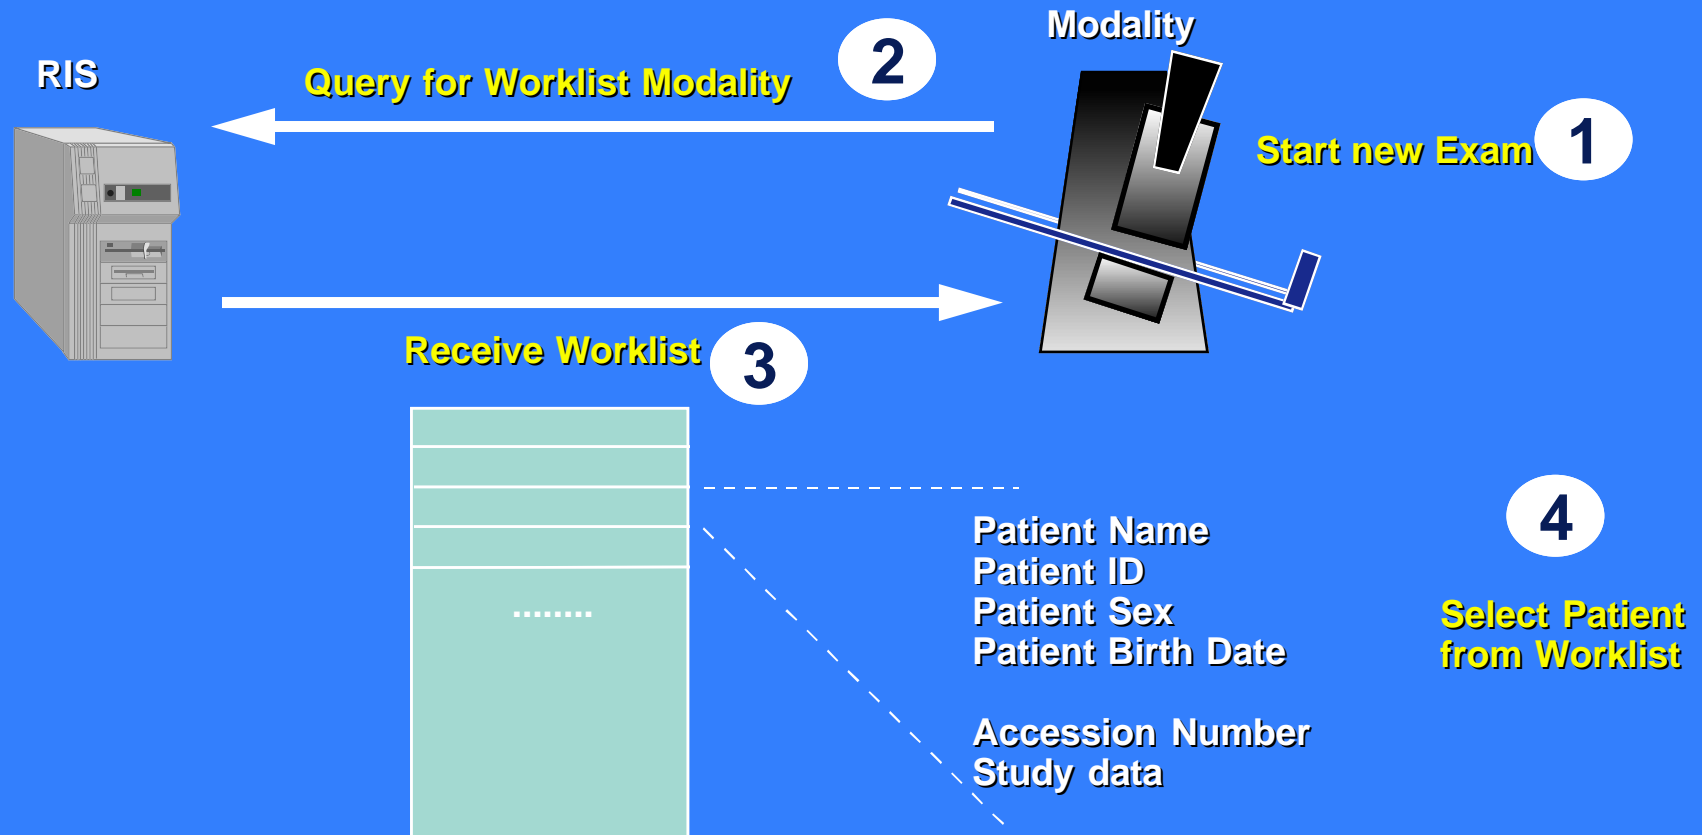 Modality
RIS
Query for Worklist Modality
2
Start new Exam
1
Receive Worklist
3
........
Patient Name
Patient ID
Patient Sex
Patient Birth Date
Accession Number
Study data
4
Select Patient
from Worklist